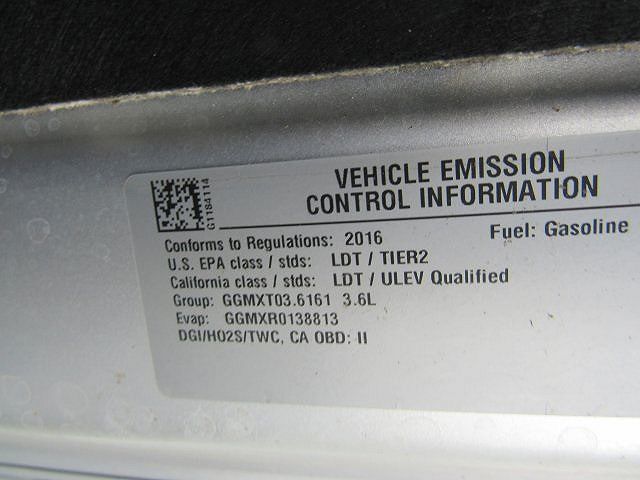 VEHICLE EMISSION
CONTROL INFORMATION
G1184114
Conforms to Regulations: 2016 Fuel: Gasoline
U.S. EPA class / stds: LDT / TIER2
California class / stds: LDT / ULEV Qualified
Group: GGMXT03.6161 3.6L
Evap: GGMXR0138813
DGI/HO2S/TWC, CA OBD: II